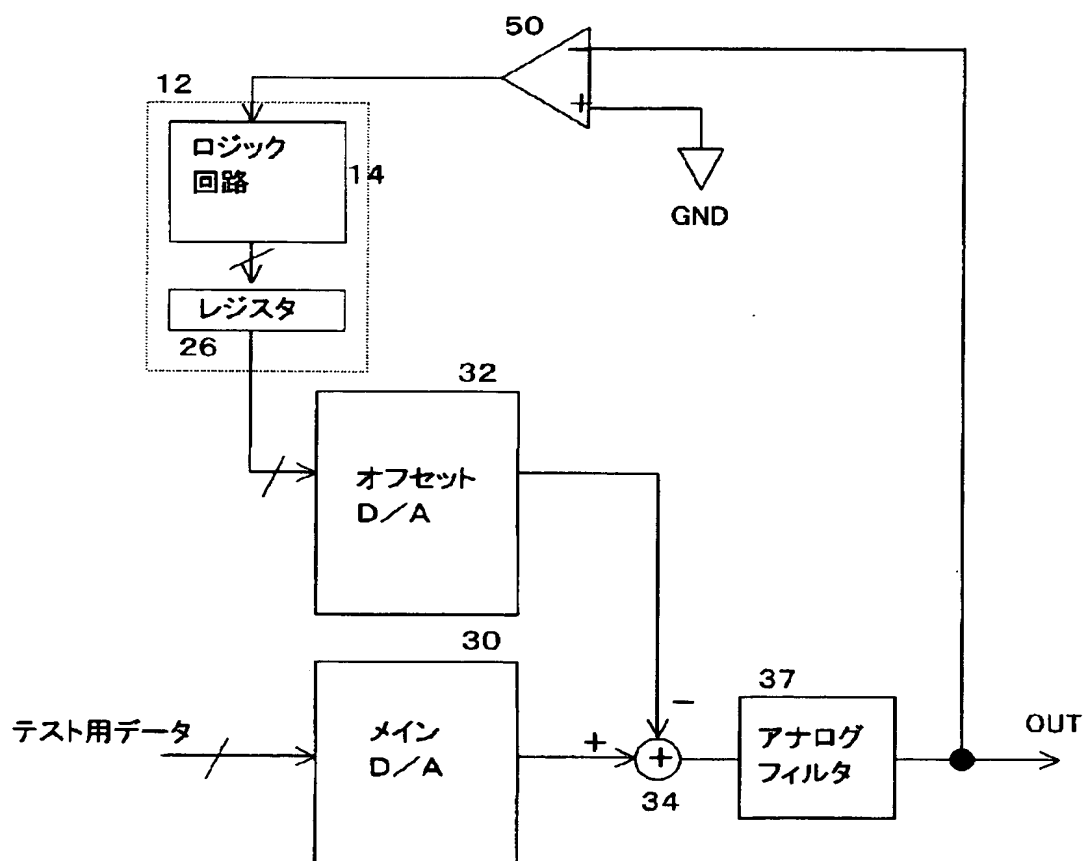 50
12
ロジック
回路
14
+
GND
レジスタ
26
32
オフセット
D/A
30
37
テスト用データ
メイン
D/A
+
−
+
34
アナログ
フィルタ
OUT